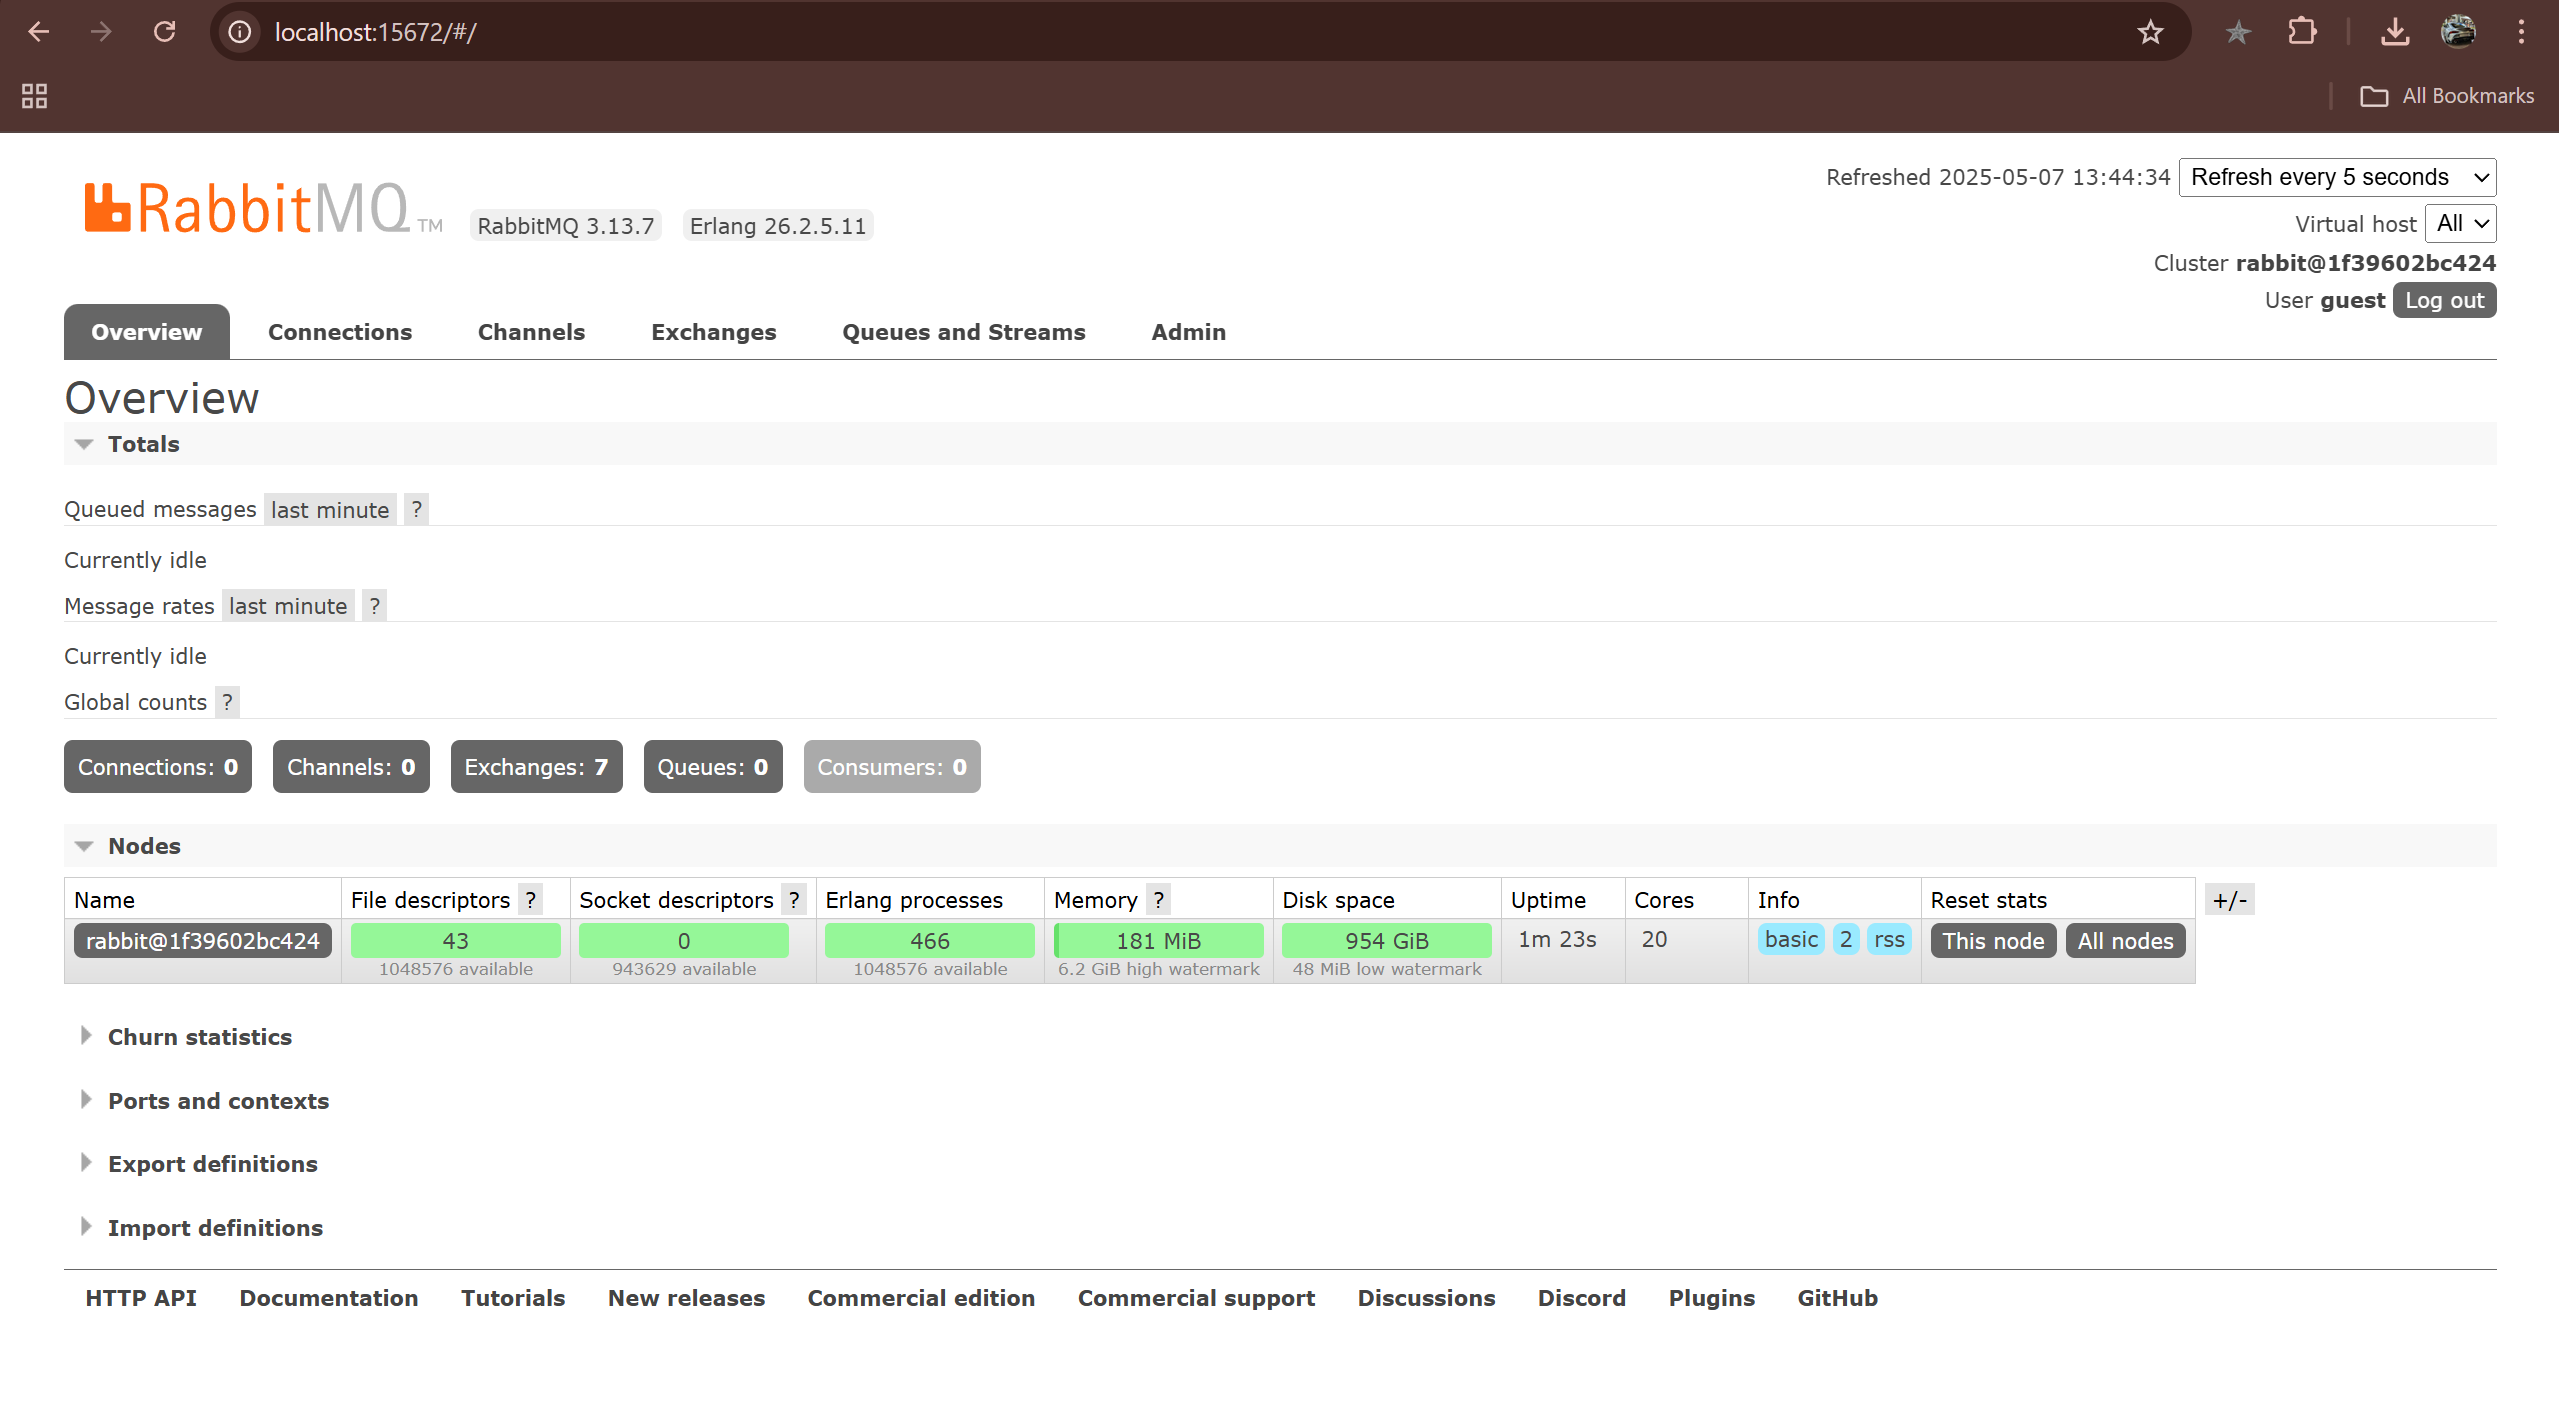 localhost:15672/#/
All Bookmarks
Refreshed 2025-05-07 13:44:34 Refresh every 5 seconds
RabbitMQ TM RabbitMQ 3.13.7 Erlang 26.2.5.11
Virtual host All
Cluster rabbit@1f39602bc424
User guest Log out
Overview Connections Channels Exchanges Queues and Streams Admin
Overview
Totals
Queued messages last minute ?
Currently idle
Message rates last minute ?
Currently idle
Global counts ?
Connections: 0 Channels: 0 Exchanges: 7 Queues: 0 Consumers: 0
Nodes
Name File descriptors ? Socket descriptors ? Erlang processes Memory ? Disk space Uptime Cores Info Reset stats +/-
rabbit@1f39602bc424 43 0 466 181 MiB 954 GiB 1m 23s 20 basic 2 rss This node All nodes
1048576 available 943629 available 1048576 available 6.2 GiB high watermark 48 MiB low watermark
Churn statistics
Ports and contexts
Export definitions
Import definitions
HTTP API Documentation Tutorials New releases Commercial edition Commercial support Discussions Discord Plugins GitHub